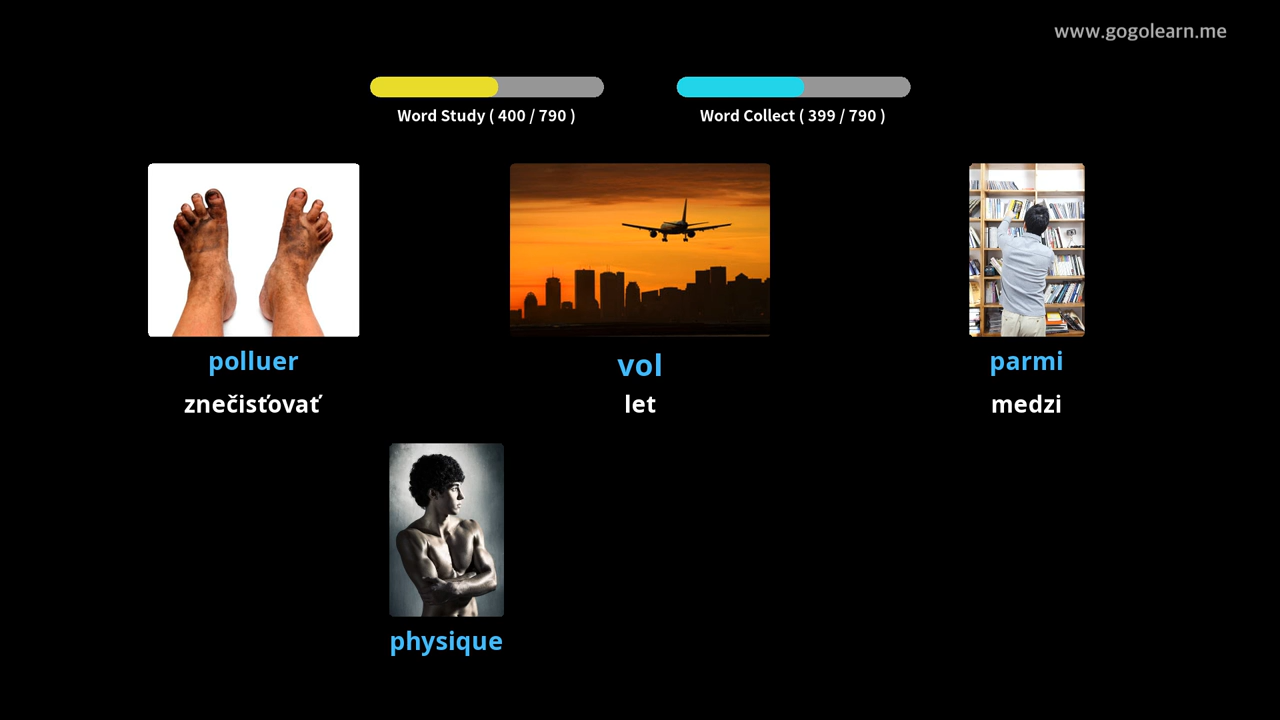 www.gogolearn.me
Word Study ( 400 / 790 )
Word Collect ( 399 / 790 )
polluer
vol
parmi
znečisťovať
let
medzi
physique